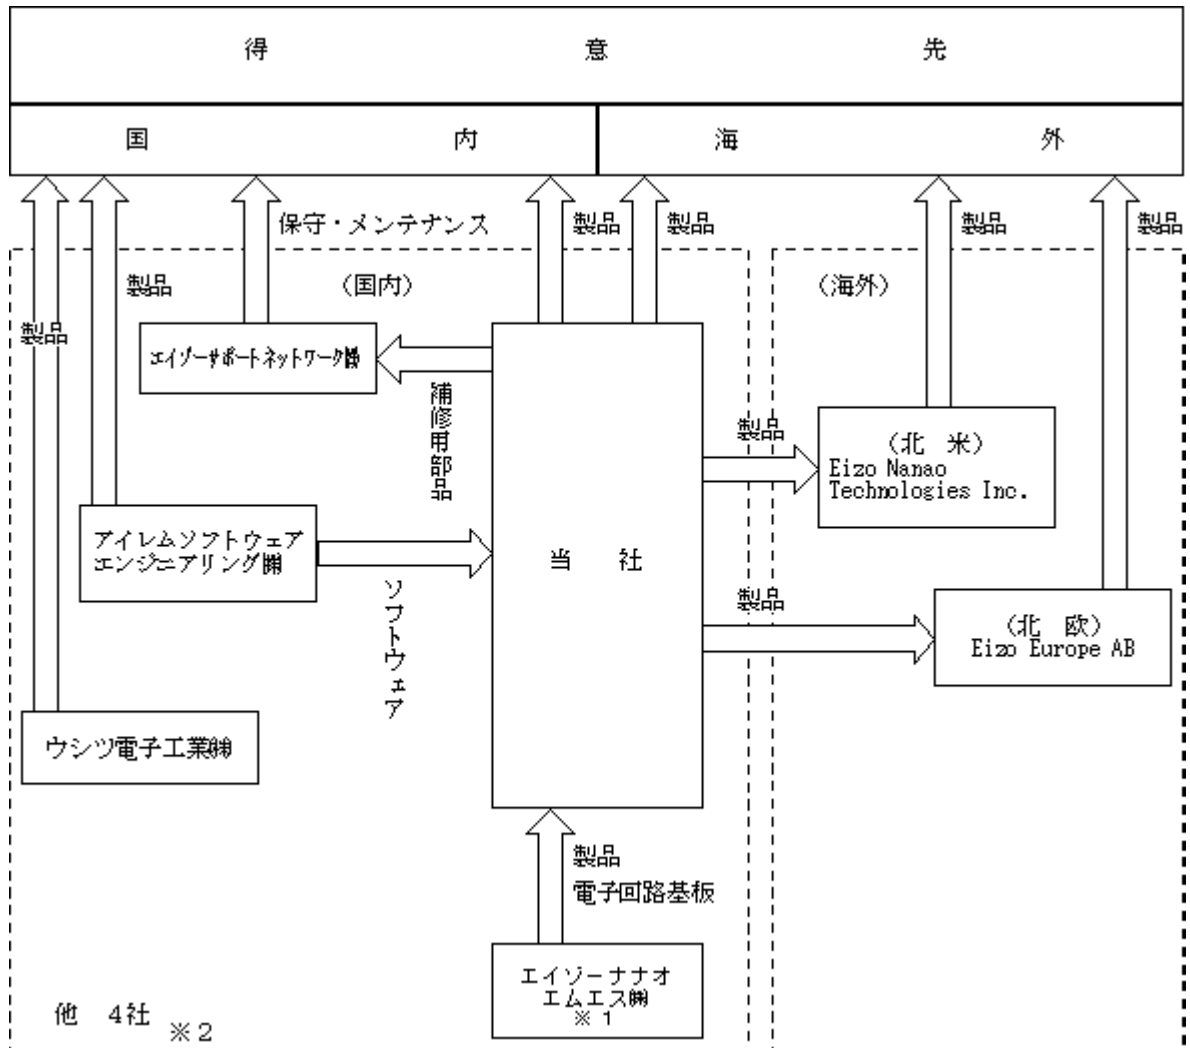 得意先
国内
海外
保守・メンテナンス
製品
製品
製品
製品
製品
(国内)
(海外)
製品
エイゾーサポートネットワーク㈱
補修用部品
製品
(北 米)
Eizo Nanao
Technologies Inc.
アイレムソフトウェア
エンジニアリング㈱
ソフトウェア
当 社
製品
(北 欧)
Eizo Europe AB
ウシツ電子工業㈱
製品
電子回路基板
エイゾーナナオ
エムエス㈱
※1
他 4社 ※2